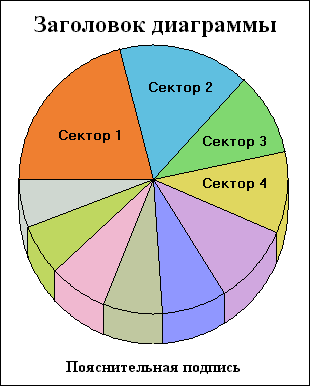 Заголовок диаграммы
Сектор 2
Сектор 1
Сектор 3
Сектор 4
Пояснительная подпись